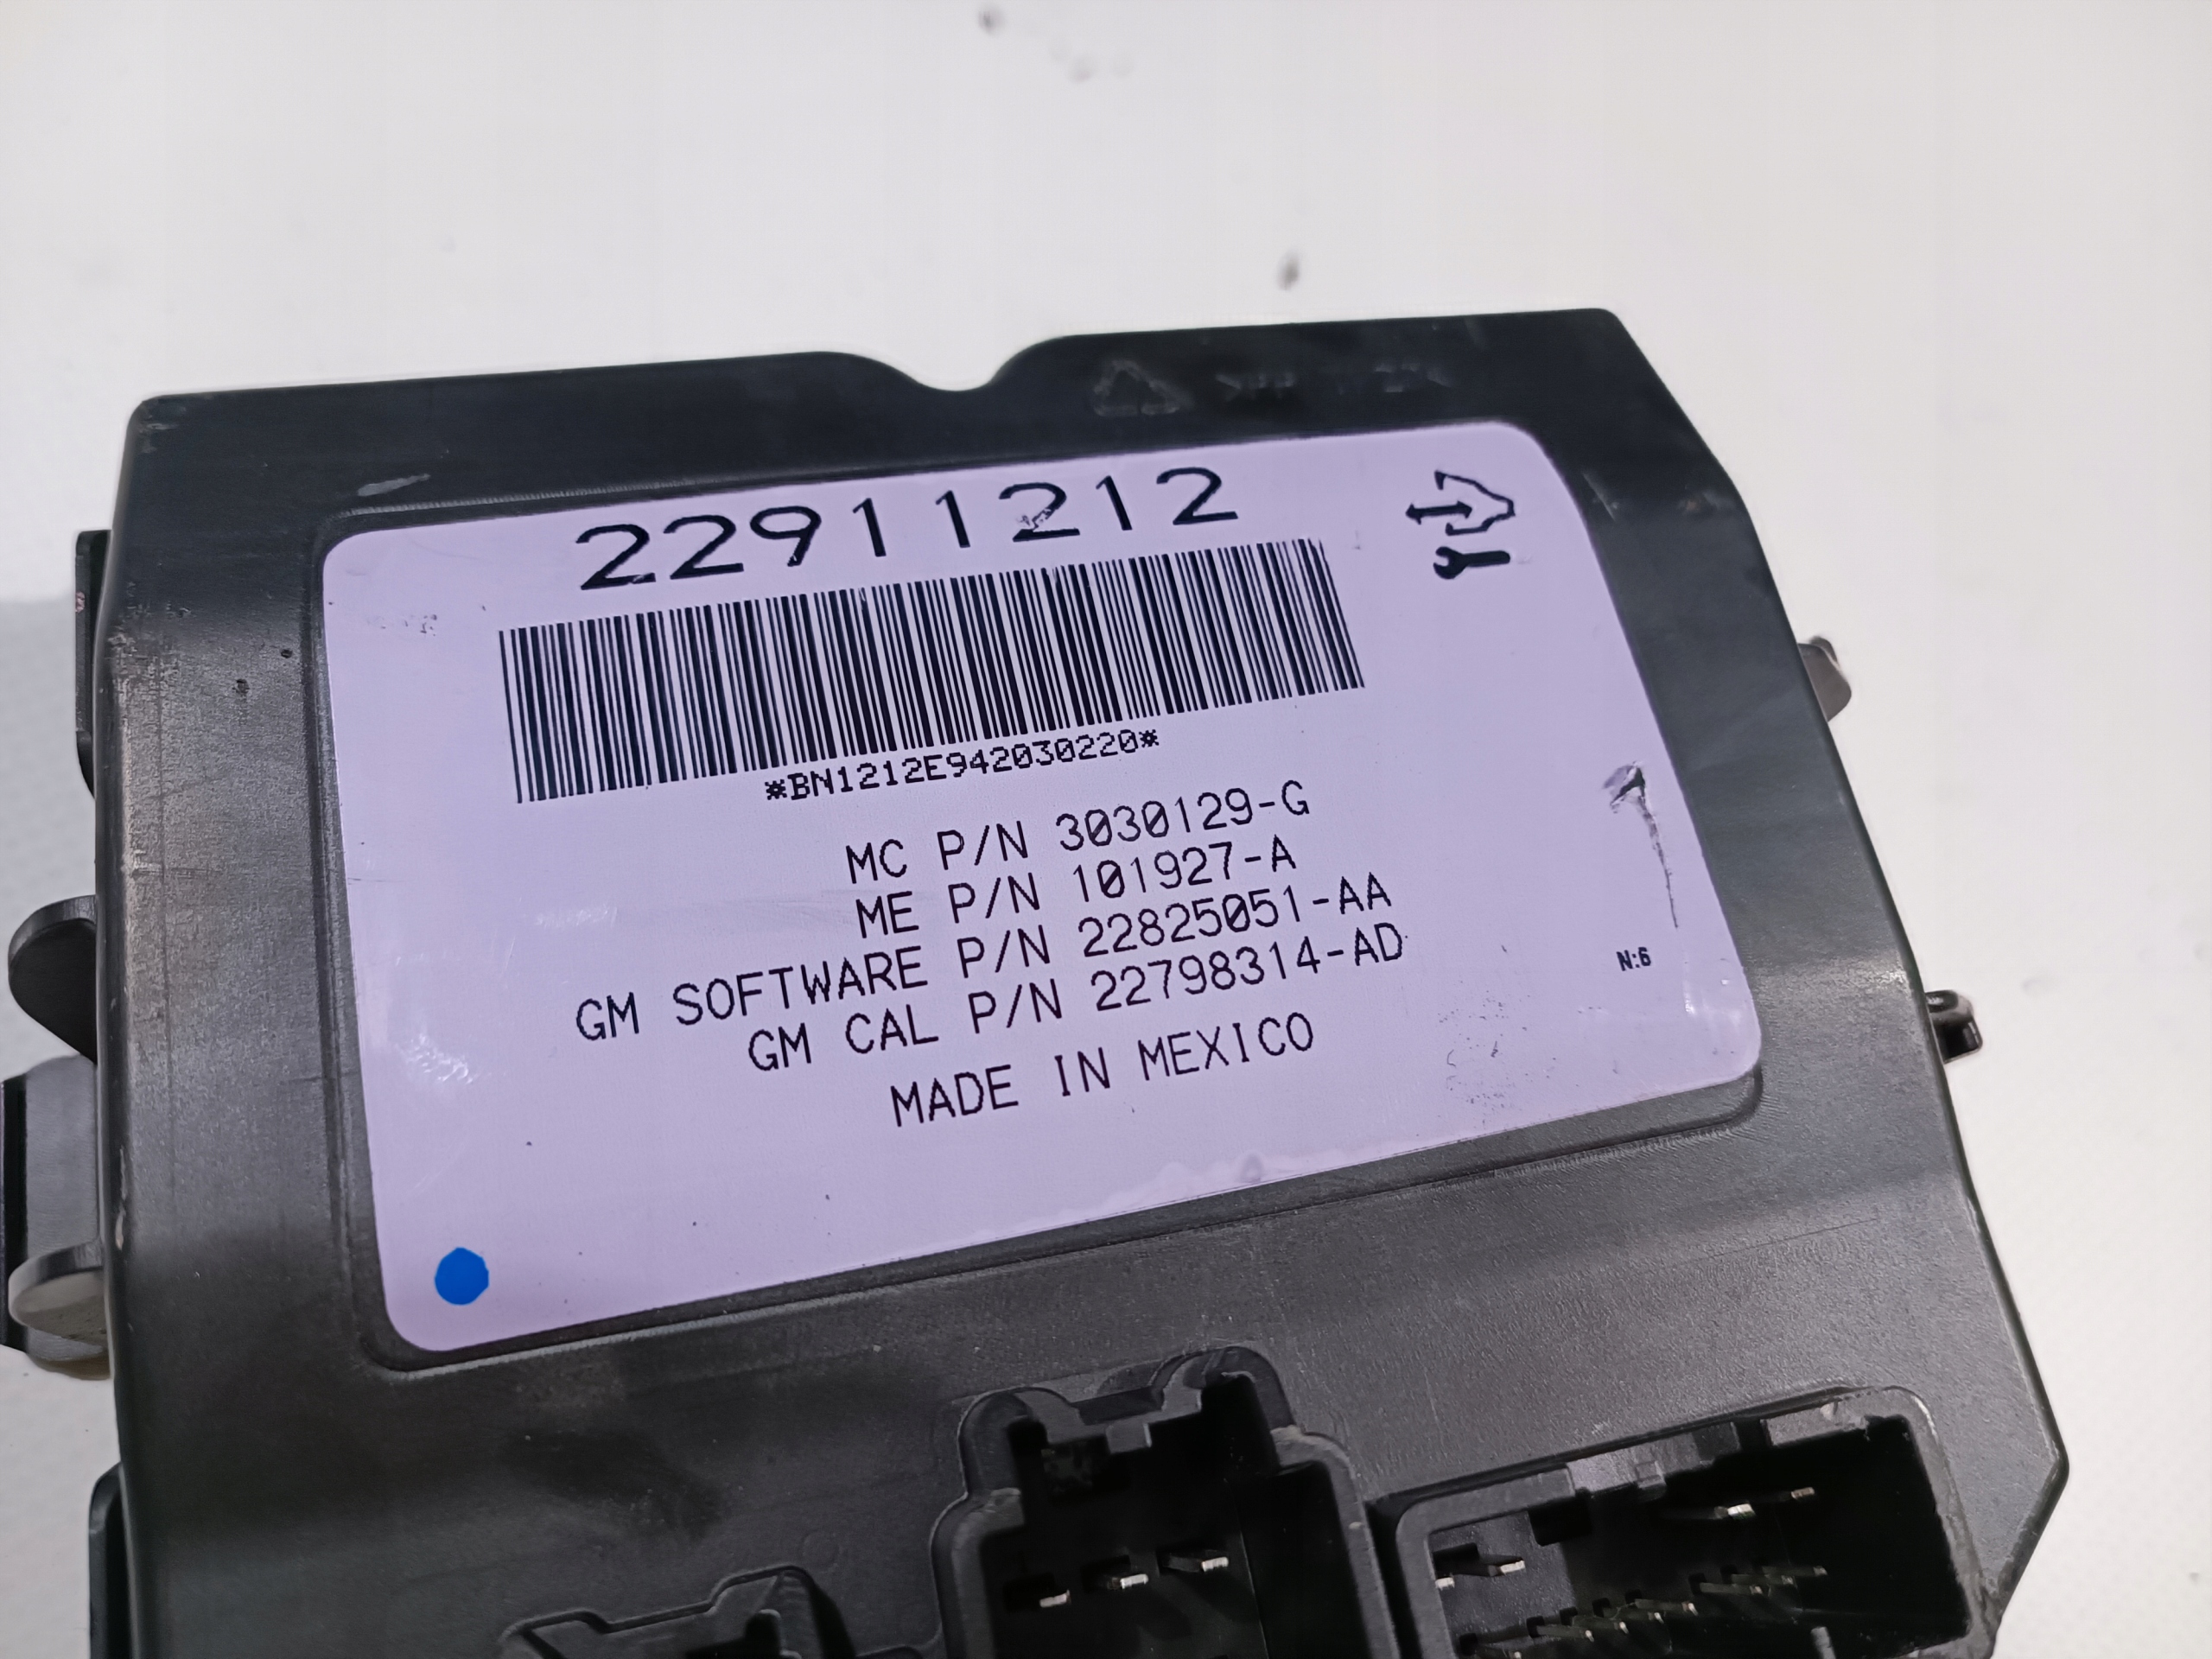 22911212
*BN1212E942030220*
MC P/N 3030129-G
ME P/N 101927-A
GM SOFTWARE P/N 22825051-AA
GM CAL P/N 22798314-AD
MADE IN MEXICO
N:6